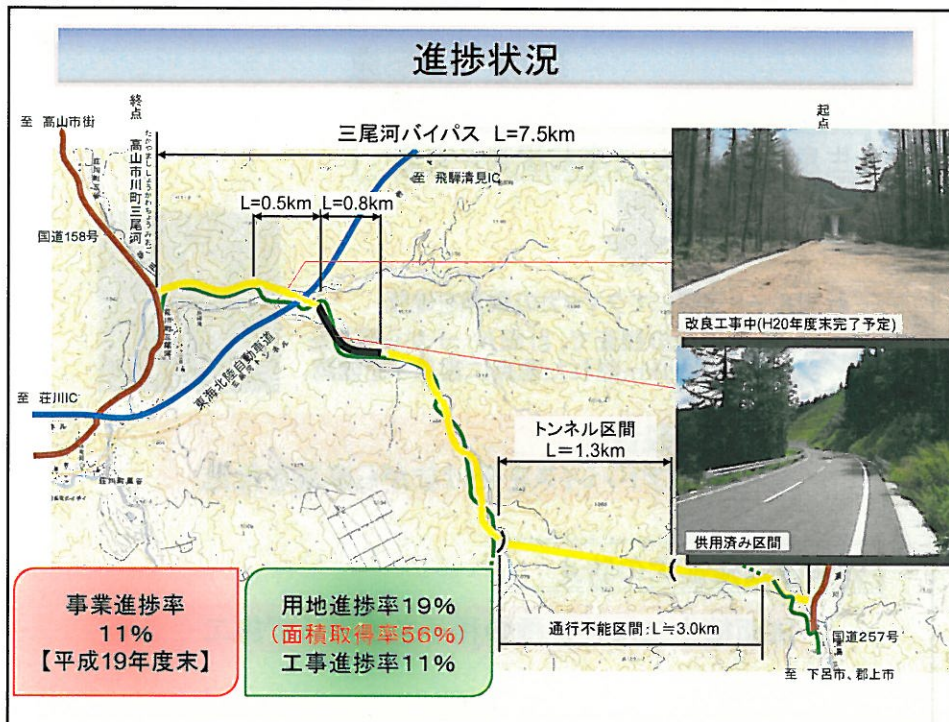 進捗状況
終点
起点
至 高山市街
三尾河バイパス L=7.5km
高山市川町三尾河
至 飛騨清見IC
L=0.5km
L=0.8km
国道158号
改良工事中(H20年度末完了予定)
東海北陸自動車道
至 荘川IC
トンネル区間
L=1.3km
供用済み区間
事業進捗率
11%
【平成19年度末】
用地進捗率19%
(面積取得率56%)
工事進捗率11%
通行不能区間:L≒3.0km
国道257号
至 下呂市、郡上市